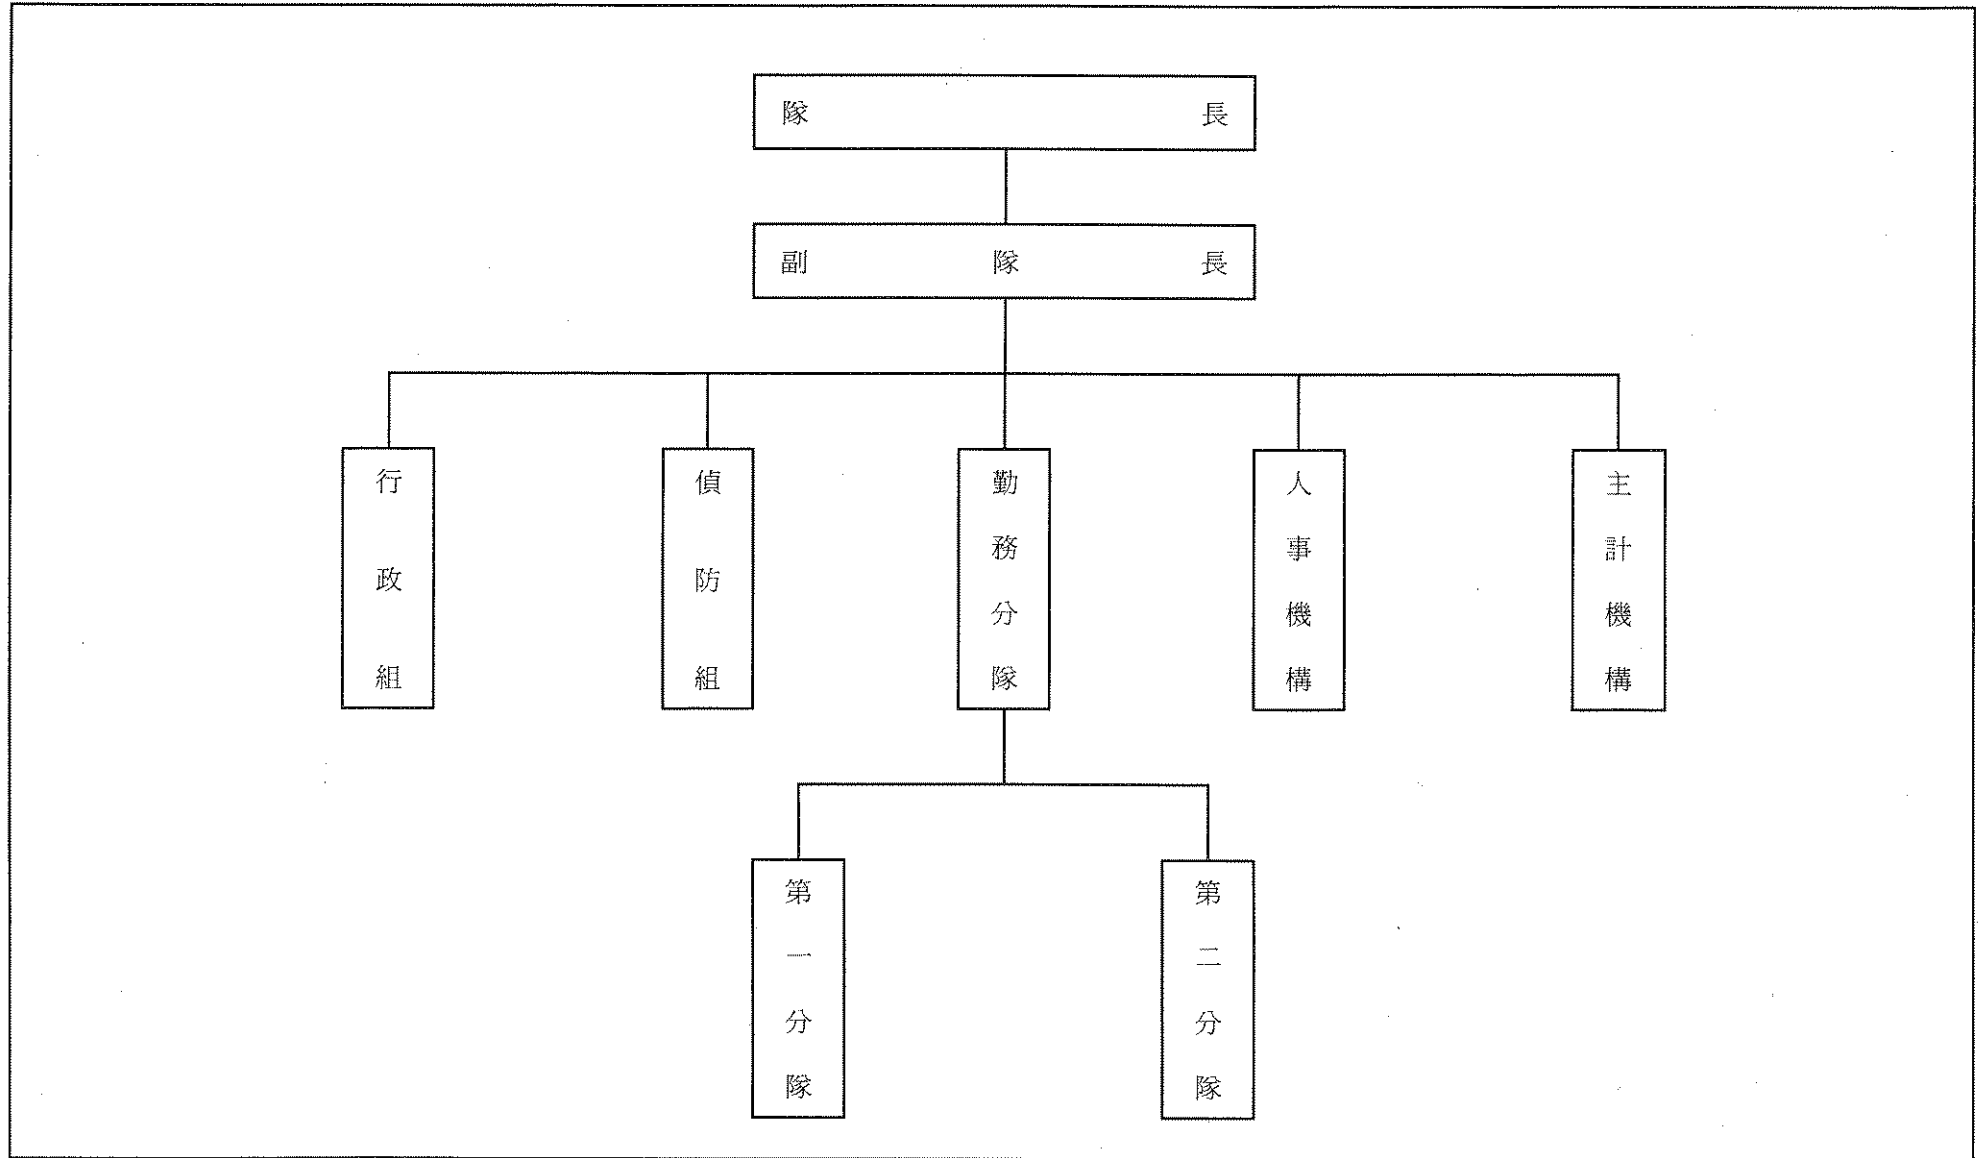 隊長
副隊長
行政組
偵防組
勤務分隊
人事機構
主計機構
第一分隊
第二分隊